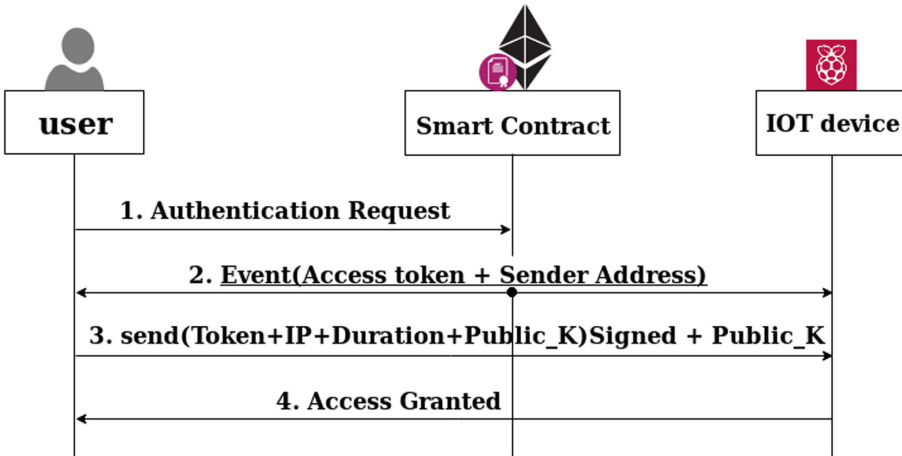 user
Smart Contract
IOT device
1. Authentication Request
2. Event(Access token + Sender Address)
3. send(Token+IP+Duration+Public_K)Signed + Public_K
4. Access Granted